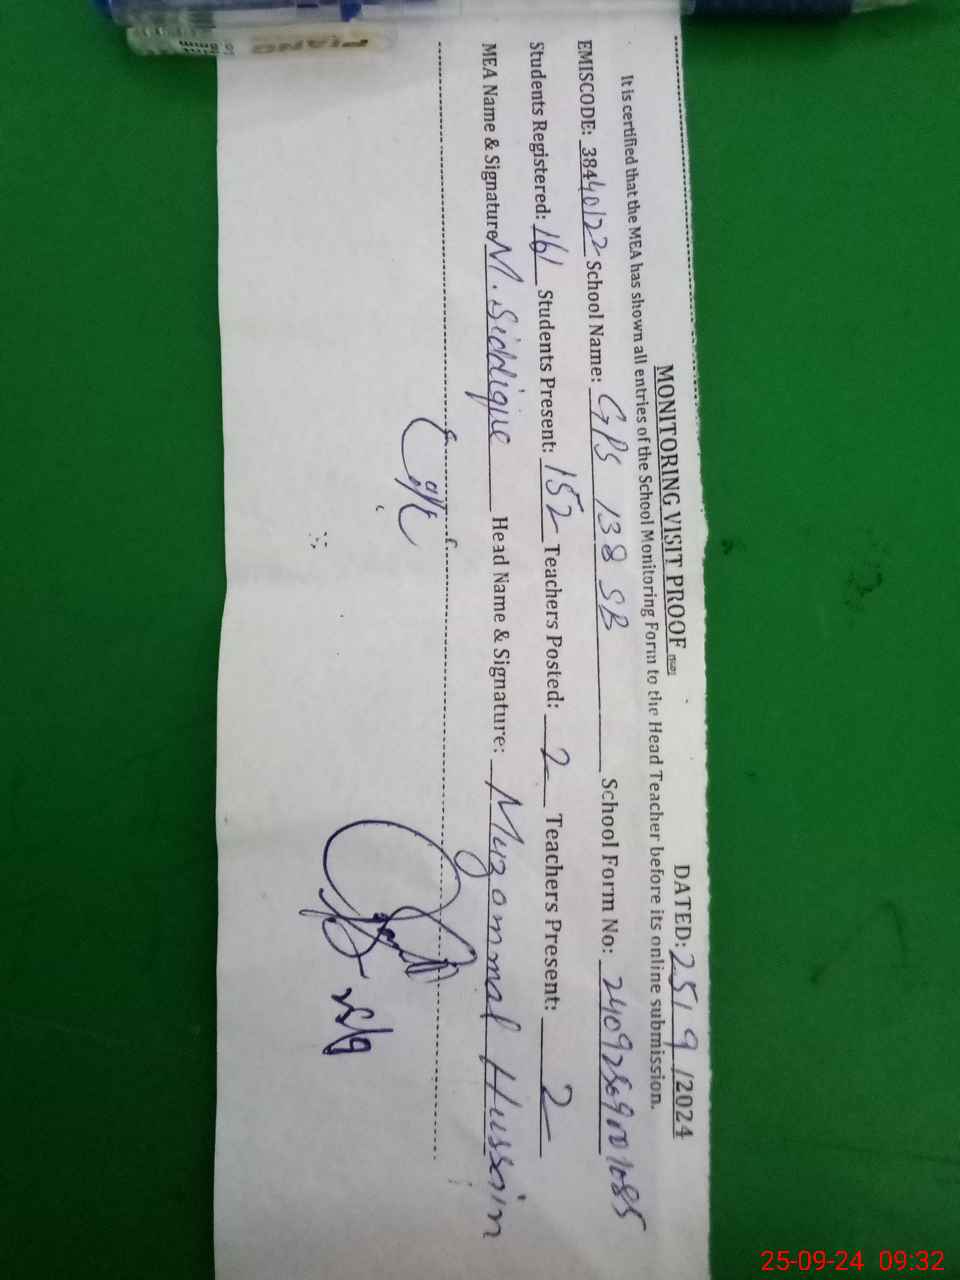 MONITORING VISIT PROOF
DATED: 25/ 9 /2024
It is certified that the MEA has shown all entries of the School Monitoring Form to the Head Teacher before its online submission.
EMISCODE: 38440122 School Name: GPS 138 SB School Form No:
Students Registered: 161 Students Present: 152 Teachers Posted: 2 Teachers Present: 2
MEA Name & Signature M. Siddique Head Name & Signature: Muzammal Hussain
PIANO
25-09-24 09:32